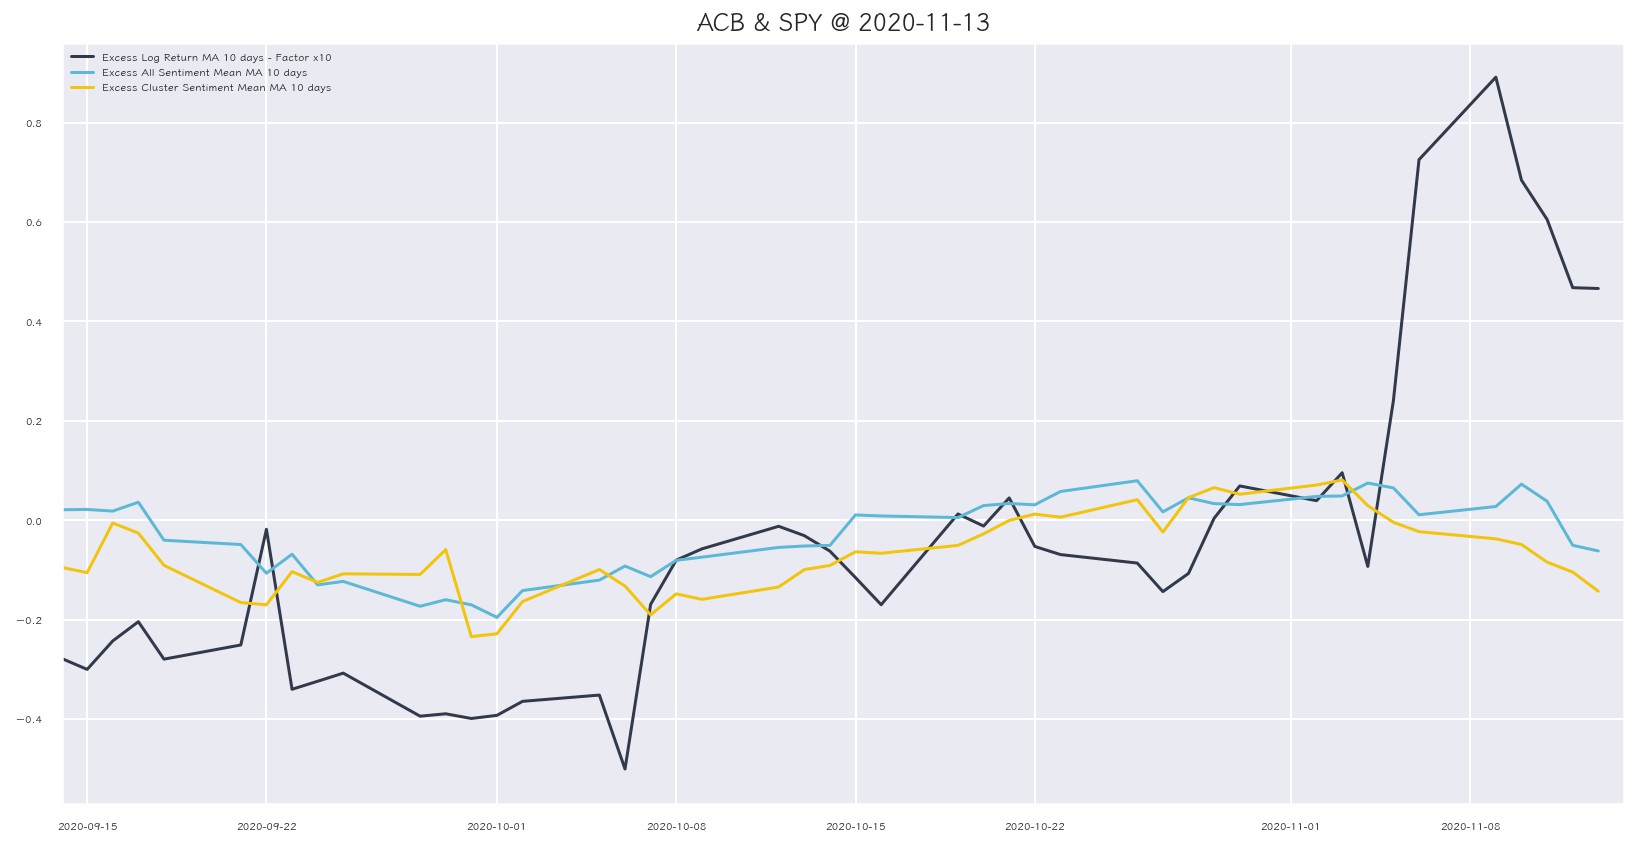 ACB & SPY @ 2020-11-13
Excess Log Return MA 10 days - Factor x10
Excess All Sentiment Mean MA 10 days
Excess Cluster Sentiment Mean MA 10 days
0.8
0.6
0.4
0.2
0.0
−0.2
−0.4
2020-09-15 2020-09-22 2020-10-01 2020-10-08 2020-10-15 2020-10-22 2020-11-01 2020-11-08